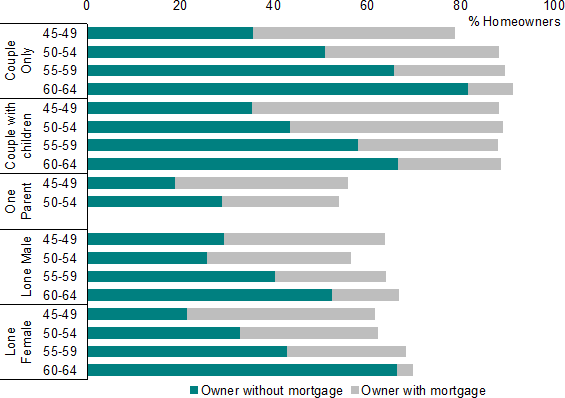 0 20 40 60 80 100
% Homeowners
Couple Only
45-49
50-54
55-59
60-64
Couple with children
45-49
50-54
55-59
60-64
One Parent
45-49
50-54
Lone Male
45-49
50-54
55-59
60-64
Lone Female
45-49
50-54
55-59
60-64
Owner without mortgage Owner with mortgage